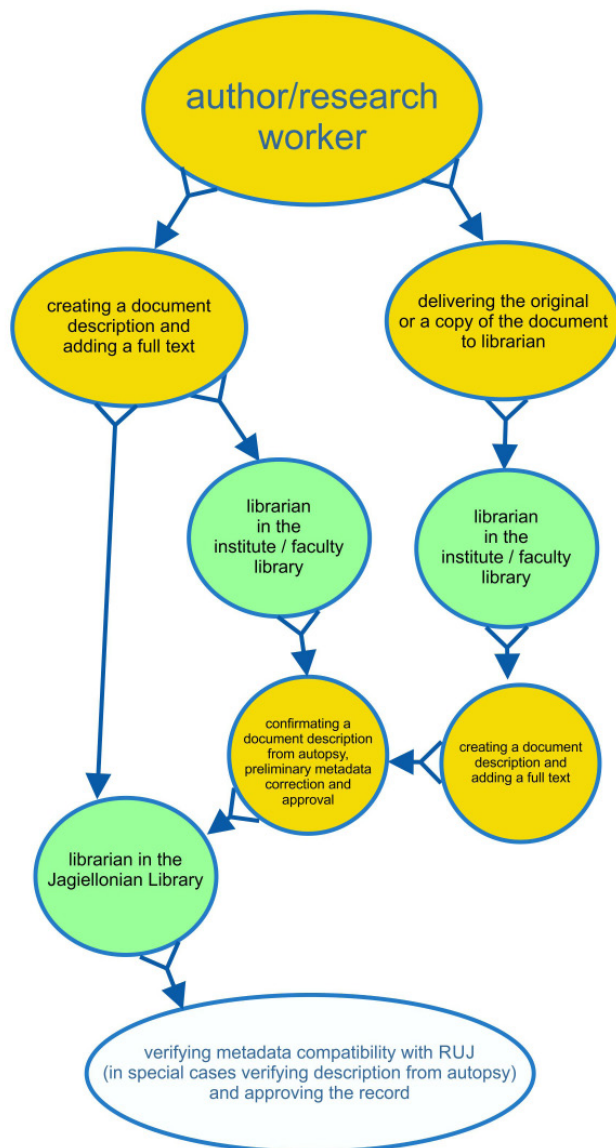 author/research
worker
creating a document
description and
adding a full text
delivering the original
or a copy of the document
to librarian
librarian
in the
institute / faculty
library
librarian
in the
institute / faculty
library
confirmating a
document description
from autopsy,
preliminary metadata
correction and
approval
creating a document
description and
adding a full text
librarian in the
Jagiellonian Library
verifying metadata compatibility with RUJ
(in special cases verifying description from autopsy)
and approving the record